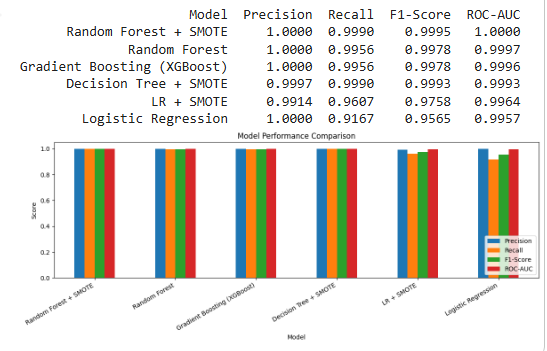 Model Precision Recall F1-Score ROC-AUC
Random Forest + SMOTE 1.0000 0.9990 0.9995 1.0000
Random Forest 1.0000 0.9956 0.9978 0.9997
Gradient Boosting (XGBoost) 1.0000 0.9956 0.9978 0.9996
Decision Tree + SMOTE 0.9997 0.9990 0.9993 0.9993
LR + SMOTE 0.9914 0.9607 0.9758 0.9964
Logistic Regression 1.0000 0.9167 0.9565 0.9957
Model Performance Comparison
1.0
0.8
0.6
0.4
0.2
0.0
Score
Precision
Recall
F1-Score
ROC-AUC
Random Forest + SMOTE
Random Forest
Gradient Boosting (XGBoost)
Decision Tree + SMOTE
LR + SMOTE
Logistic Regression
Model